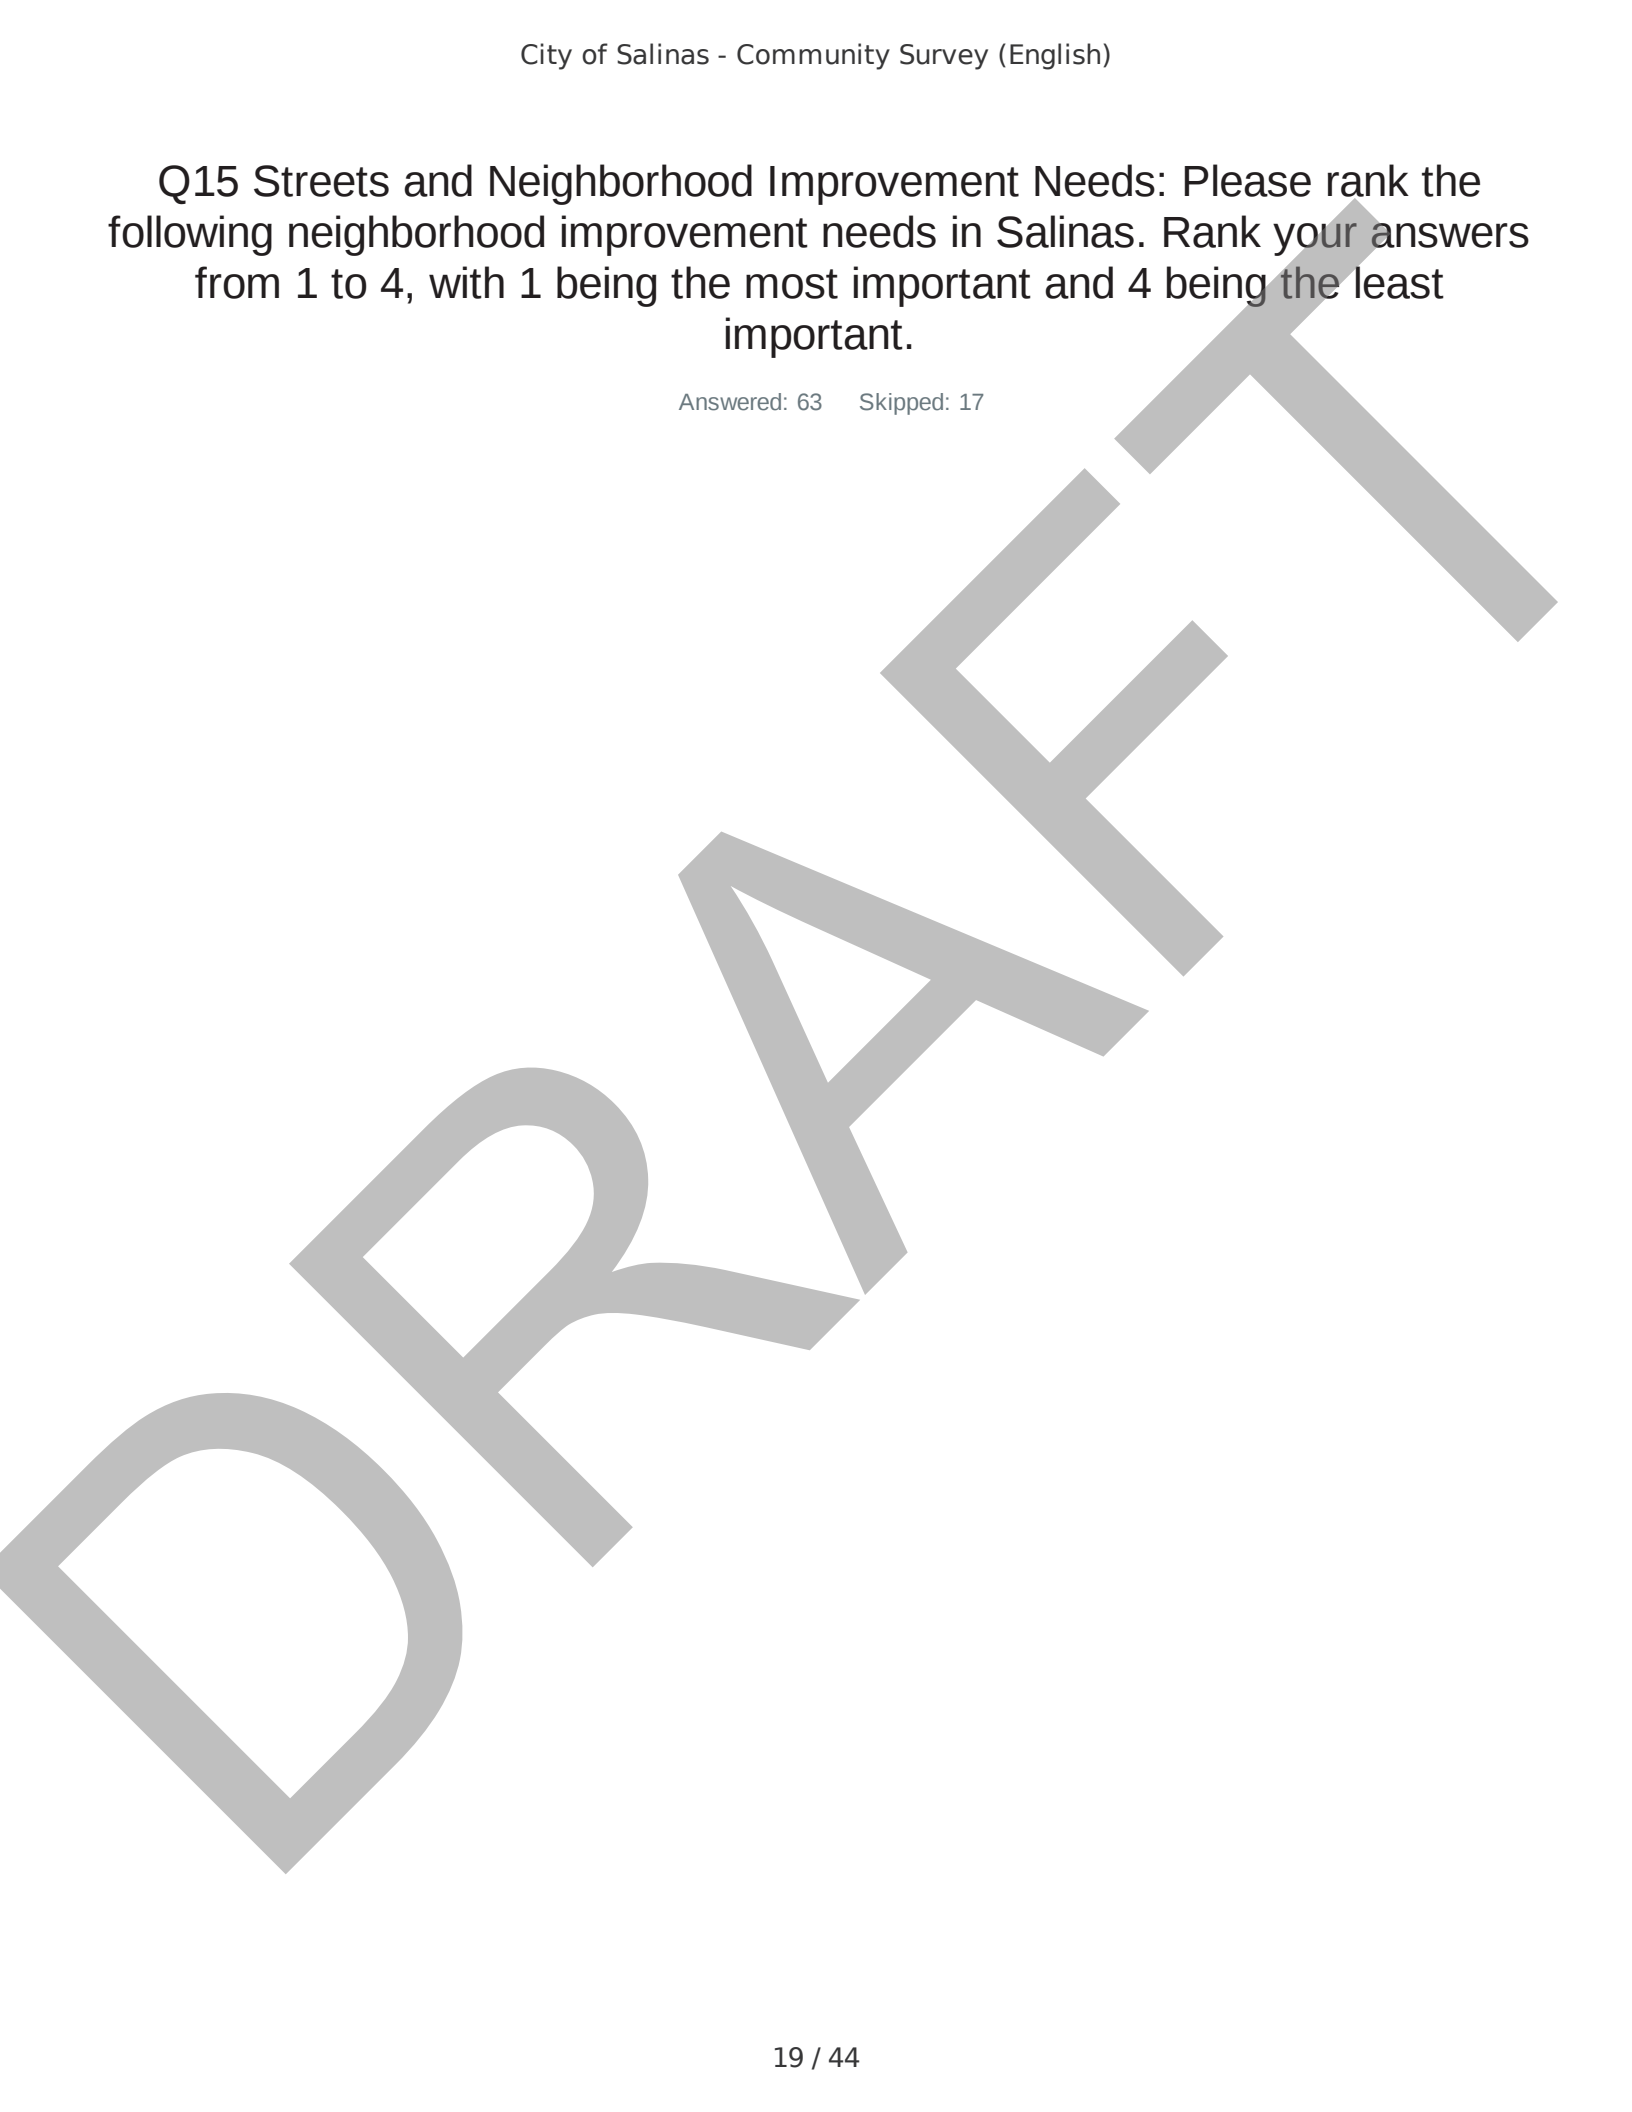 City of Salinas - Community Survey (English)
Q15 Streets and Neighborhood Improvement Needs: Please rank the
following neighborhood improvement needs in Salinas. Rank your answers
from 1 to 4, with 1 being the most important and 4 being the least
important.
Answered: 63 Skipped: 17
DRAFT
19 / 44